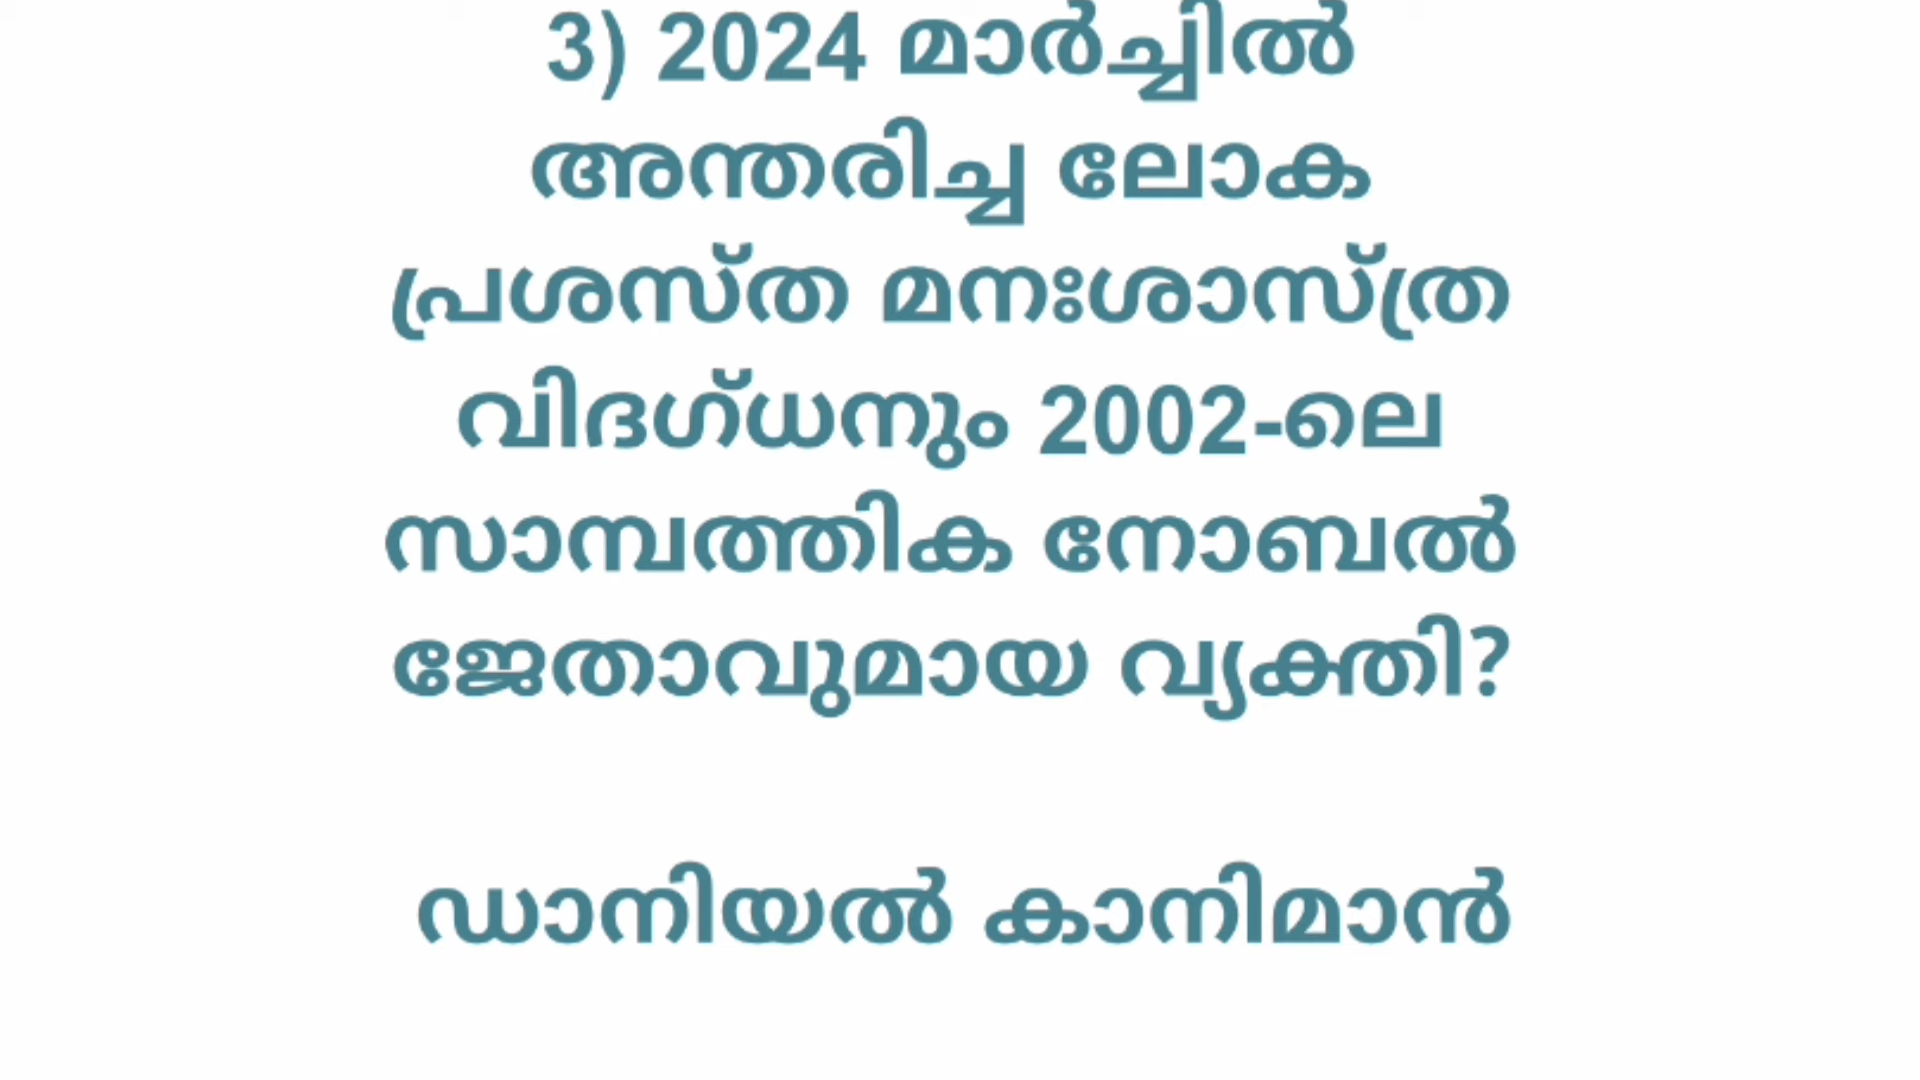 3) 2024 മാർച്ചിൽ
അന്തരിച്ച ലോക
പ്രശസ്ത മനഃശാസ്ത്ര
വിദഗ്ധനും 2002-ലെ
സാമ്പത്തിക നോബൽ
ജേതാവുമായ വ്യക്തി?
ഡാനിയൽ കാനിമാൻ